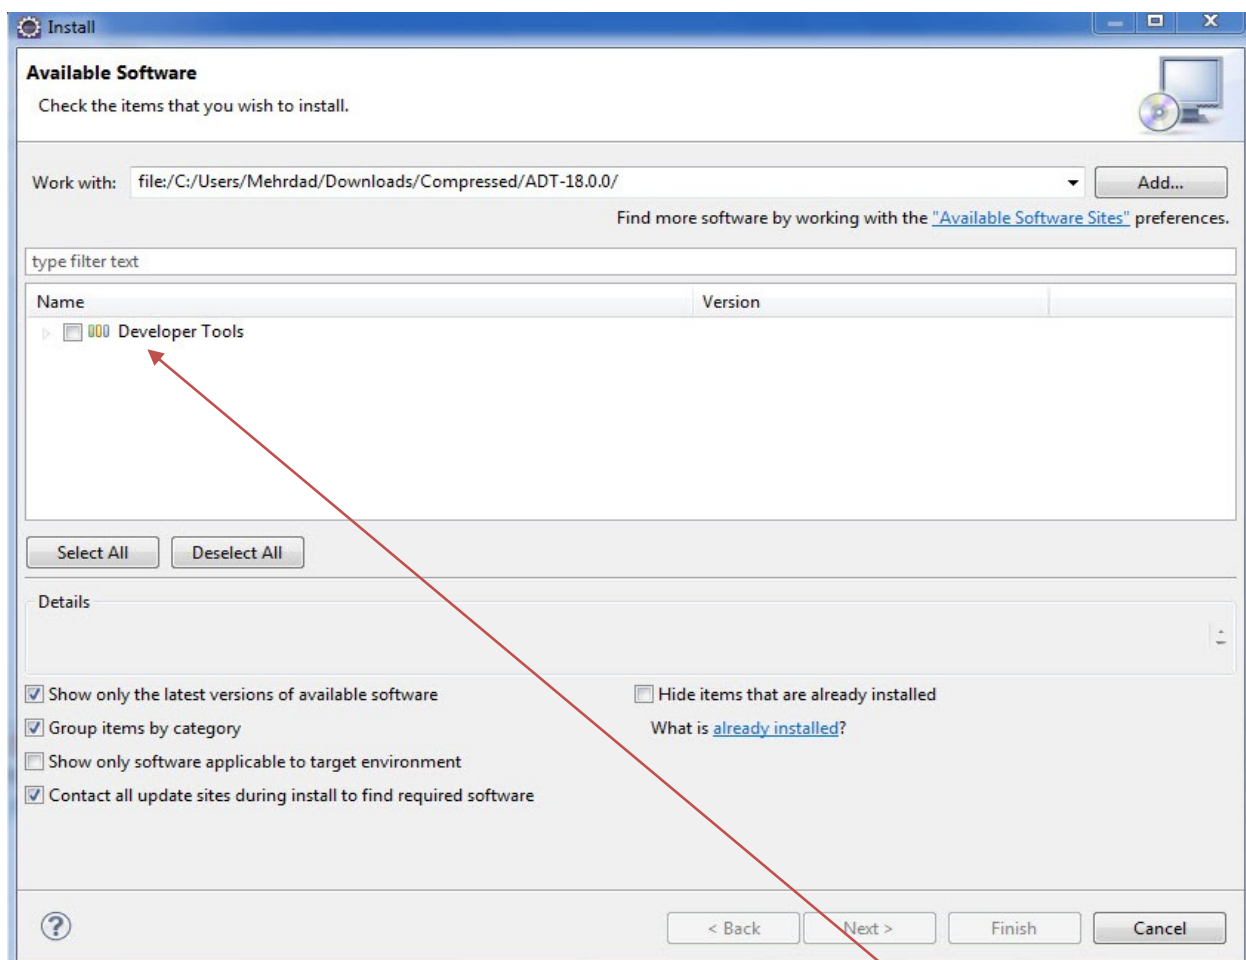 Install
Available Software
Check the items that you wish to install.
Work with: file:/C:/Users/Mehrdad/Downloads/Compressed/ADT-18.0.0/ Add...
Find more software by working with the "Available Software Sites" preferences.
type filter text
Name Version
Developer Tools
Select All Deselect All
Details
Show only the latest versions of available software Hide items that are already installed
Group items by category What is already installed?
Show only software applicable to target environment
Contact all update sites during install to find required software
? < Back Next > Finish Cancel